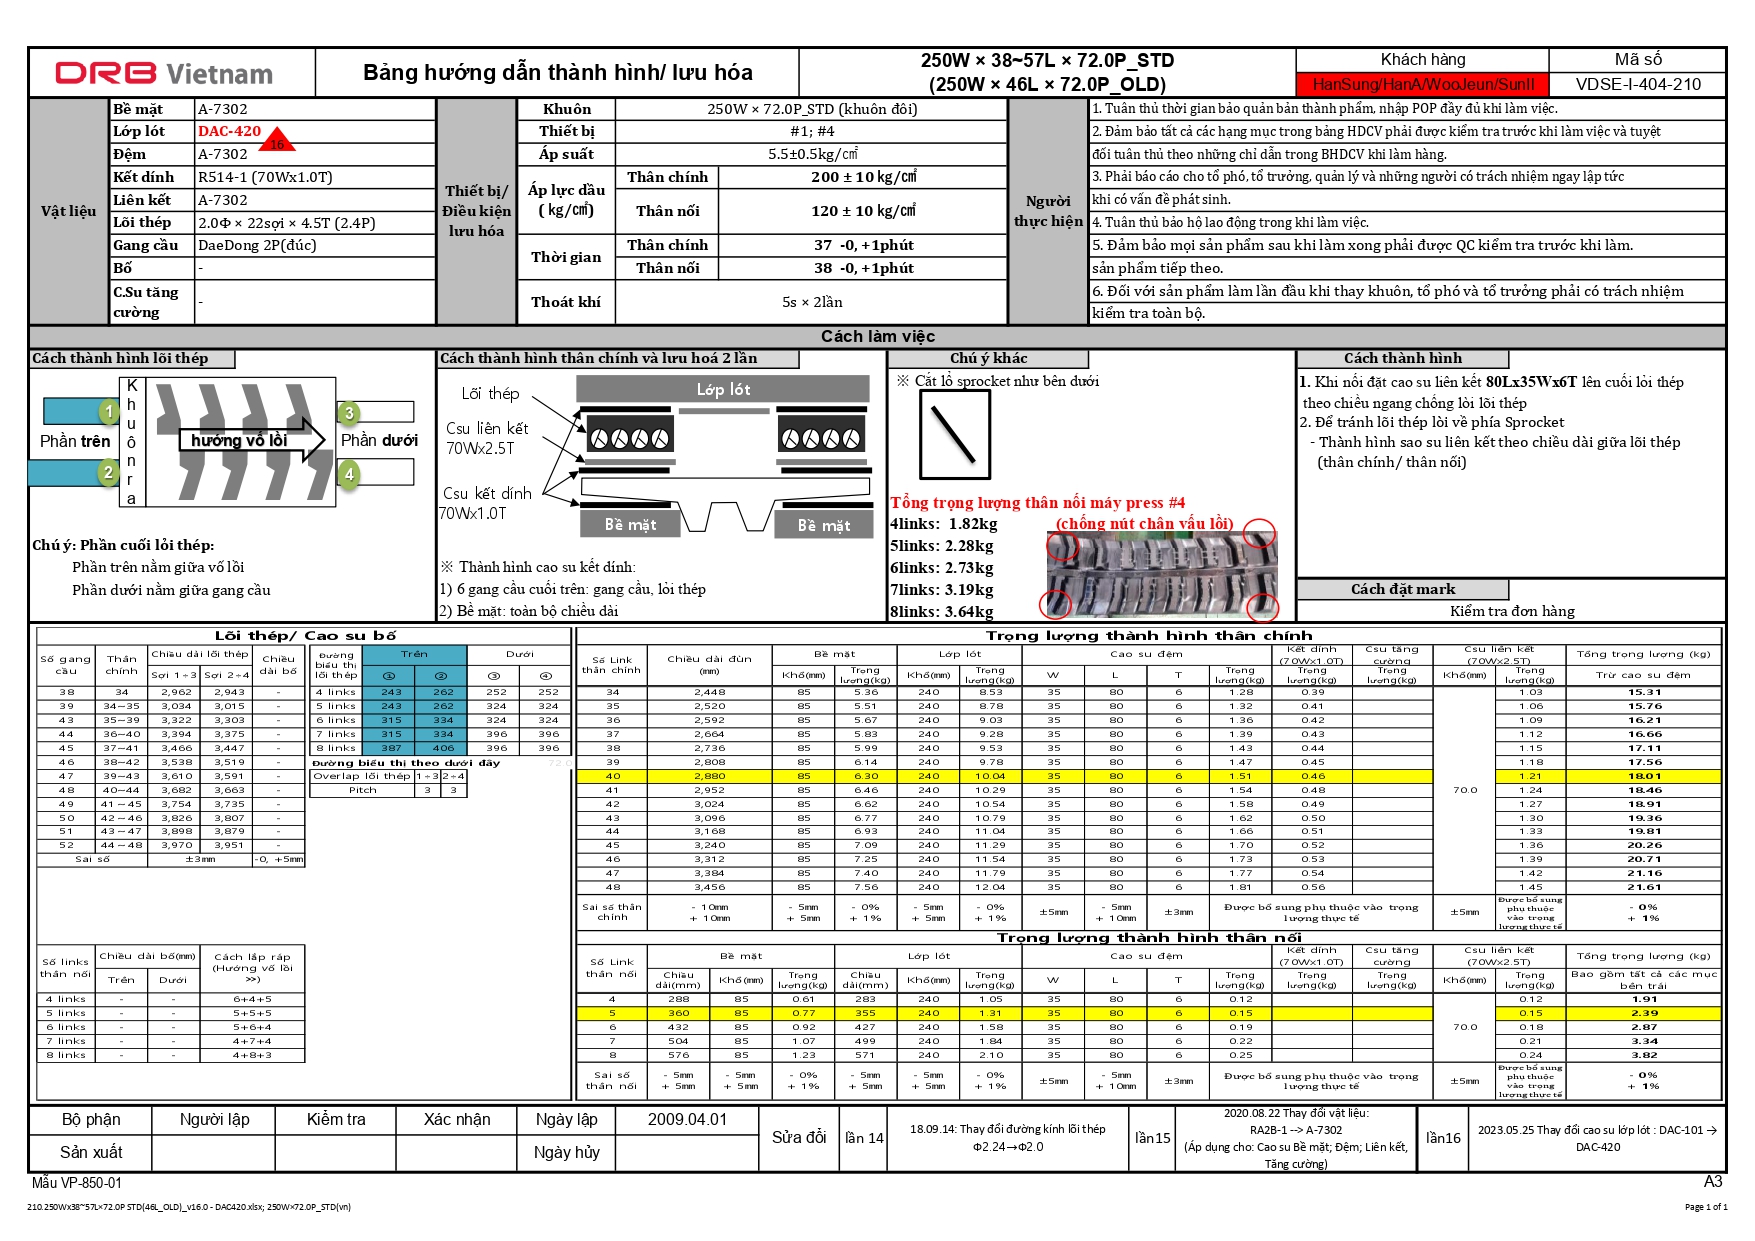 DRB Vietnam
Bảng hướng dẫn thành hình/ lưu hóa
250W × 38~57L × 72.0P_STD
(250W × 46L × 72.0P_OLD)
Khách hàng
Mã số
HanSung/HanA/WooJeun/SunIl
VDSE-I-404-210
Vật liệu
Bề mặt A-7302
Lớp lót DAC-420
16
Đệm A-7302
Kết dính R514-1 (70Wx1.0T)
Liên kết A-7302
Lõi thép 2.0Φ × 22sợi × 4.5T (2.4P)
Gang cầu DaeDong 2P(đúc)
Bố -
C.Su tăng cường -
Thiết bị/ Điều kiện lưu hóa
Khuôn 250W × 72.0P_STD (khuôn đôi)
Thiết bị #1; #4
Áp suất 5.5±0.5kg/㎠
Áp lực dầu ( kg/㎠)
Thân chính 200 ± 10 kg/㎠
Thân nối 120 ± 10 kg/㎠
Thời gian
Thân chính 37 -0, +1phút
Thân nối 38 -0, +1phút
Thoát khí 5s × 2lần
Người thực hiện
1. Tuân thủ thời gian bảo quản bán thành phẩm, nhập POP đầy đủ khi làm việc.
2. Đảm bảo tất cả các hạng mục trong bảng HDCV phải được kiểm tra trước khi làm việc và tuyệt
đối tuân thủ theo những chỉ dẫn trong BHDCV khi làm hàng.
3. Phải báo cáo cho tổ phó, tổ trưởng, quản lý và những người có trách nhiệm ngay lập tức
khi có vấn đề phát sinh.
4. Tuân thủ bảo hộ lao động trong khi làm việc.
5. Đảm bảo mọi sản phẩm sau khi làm xong phải được QC kiểm tra trước khi làm.
sản phẩm tiếp theo.
6. Đối với sản phẩm làm lần đầu khi thay khuôn, tổ phó và tổ trưởng phải có trách nhiệm
kiểm tra toàn bộ.
Cách làm việc
Cách thành hình lõi thép
Khuôn ra
1
2
3
4
Phần trên
hướng vố lồi
Phần dưới
Chú ý: Phần cuối lỏi thép:
Phần trên nằm giữa vố lồi
Phần dưới nằm giữa gang cầu
Cách thành hình thân chính và lưu hoá 2 lần
Lõi thép
Lớp lót
Csu liên kết
70Wx2.5T
Csu kết dính
70Wx1.0T
Bề mặt
Bề mặt
※ Thành hình cao su kết dính:
1) 6 gang cầu cuối trên: gang cầu, lỏi thép
2) Bề mặt: toàn bộ chiều dài
Chú ý khác
※ Cắt lổ sprocket như bên dưới
Tổng trọng lượng thân nối máy press #4
4links: 1.82kg
(chống nút chân vấu lồi)
5links: 2.28kg
6links: 2.73kg
7links: 3.19kg
8links: 3.64kg
Cách thành hình
1. Khi nối đặt cao su liên kết 80Lx35Wx6T lên cuối lỏi thép
theo chiều ngang chống lòi lõi thép
2. Để tránh lõi thép lòi về phía Sprocket
- Thành hình sao su liên kết theo chiều dài giữa lõi thép
(thân chính/ thân nối)
Cách đặt mark
Kiểm tra đơn hàng
Lõi thép/ Cao su bố
Số gang cầu | Thân chính | Chiều dài lõi thép | Chiều dài bố
Sợi 1÷3 | Sợi 2÷4
38 34 2,962 2,943 -
39 34~35 3,034 3,015 -
43 35~39 3,322 3,303 -
44 36~40 3,394 3,375 -
45 37~41 3,466 3,447 -
46 38~42 3,538 3,519 -
47 39~43 3,610 3,591 -
48 40~44 3,682 3,663 -
49 41~45 3,754 3,735 -
50 42~46 3,826 3,807 -
51 43~47 3,898 3,879 -
52 44~48 3,970 3,951 -
Sai số ±3mm -0, +5mm
Đường biểu thị lõi thép | Trên | Dưới
① ② ③ ④
4 links 243 262 252 252
5 links 243 262 324 324
6 links 315 334 324 324
7 links 315 334 396 396
8 links 387 406 396 396
Đường biểu thị theo dưới đây 72.0
Overlap lõi thép 1÷3 2÷4
Pitch 3 3
Số links thân nối | Chiều dài bố(mm) | Cách lắp ráp (Hướng vố lồi >>)
Trên | Dưới
4 links - - 6+4+5
5 links - - 5+5+5
6 links - - 5+6+4
7 links - - 4+7+4
8 links - - 4+8+3
Trọng lượng thành hình thân chính
Số Link thân chính | Chiều dài đùn (mm) | Bề mặt | Lớp lót | Cao su đệm | Kết dính (70Wx1.0T) | Csu tăng cường | Csu liên kết (70Wx2.5T) | Tổng trọng lượng (kg)
Khổ(mm) | Trọng lượng(kg) | Khổ(mm) | Trọng lượng(kg) | W | L | T | Trọng lượng(kg) | Trọng lượng(kg) | Trọng lượng(kg) | Khổ(mm) | Trọng lượng(kg) | Trừ cao su đệm
34 2,448 85 5.36 240 8.53 35 80 6 1.28 0.39 1.03 15.31
35 2,520 85 5.51 240 8.78 35 80 6 1.32 0.41 1.06 15.76
36 2,592 85 5.67 240 9.03 35 80 6 1.36 0.42 1.09 16.21
37 2,664 85 5.83 240 9.28 35 80 6 1.39 0.43 1.12 16.66
38 2,736 85 5.99 240 9.53 35 80 6 1.43 0.44 1.15 17.11
39 2,808 85 6.14 240 9.78 35 80 6 1.47 0.45 1.18 17.56
40 2,880 85 6.30 240 10.04 35 80 6 1.51 0.46 1.21 18.01
41 2,952 85 6.46 240 10.29 35 80 6 1.54 0.48 70.0 1.24 18.46
42 3,024 85 6.62 240 10.54 35 80 6 1.58 0.49 1.27 18.91
43 3,096 85 6.77 240 10.79 35 80 6 1.62 0.50 1.30 19.36
44 3,168 85 6.93 240 11.04 35 80 6 1.66 0.51 1.33 19.81
45 3,240 85 7.09 240 11.29 35 80 6 1.70 0.52 1.36 20.26
46 3,312 85 7.25 240 11.54 35 80 6 1.73 0.53 1.39 20.71
47 3,384 85 7.40 240 11.79 35 80 6 1.77 0.54 1.42 21.16
48 3,456 85 7.56 240 12.04 35 80 6 1.81 0.56 1.45 21.61
Sai số thân chính | - 10mm + 10mm | - 5mm + 5mm | - 0% + 1% | - 5mm + 5mm | - 0% + 1% | ±5mm | - 5mm + 10mm | ±3mm | Được bổ sung phụ thuộc vào trọng lượng thực tế | ±5mm | Được bổ sung phụ thuộc vào trọng lượng thực tế | - 0% + 1%
Trọng lượng thành hình thân nối
Số Link thân nối | Bề mặt | Lớp lót | Cao su đệm | Kết dính (70Wx1.0T) | Csu tăng cường | Csu liên kết (70Wx2.5T) | Tổng trọng lượng (kg)
Chiều dài(mm) | Khổ(mm) | Trọng lượng(kg) | Chiều dài(mm) | Khổ(mm) | Trọng lượng(kg) | W | L | T | Trọng lượng(kg) | Trọng lượng(kg) | Trọng lượng(kg) | Khổ(mm) | Trọng lượng(kg) | Bao gồm tất cả các mục bên trái
4 288 85 0.61 283 240 1.05 35 80 6 0.12 0.12 1.91
5 360 85 0.77 355 240 1.31 35 80 6 0.15 0.15 2.39
6 432 85 0.92 427 240 1.58 35 80 6 0.19 70.0 0.18 2.87
7 504 85 1.07 499 240 1.84 35 80 6 0.22 0.21 3.34
8 576 85 1.23 571 240 2.10 35 80 6 0.25 0.24 3.82
Sai số thân nối | - 5mm + 5mm | - 5mm + 5mm | - 0% + 1% | - 5mm + 5mm | - 5mm + 5mm | - 0% + 1% | ±5mm | - 5mm + 10mm | ±3mm | Được bổ sung phụ thuộc vào trọng lượng thực tế | ±5mm | Được bổ sung phụ thuộc vào trọng lượng thực tế | - 0% + 1%
Bộ phận | Người lập | Kiểm tra | Xác nhận | Ngày lập | 2009.04.01
Sản xuất | Ngày hủy
Sửa đổi
lần 14
18.09.14: Thay đổi đường kính lõi thép
Φ2.24→Φ2.0
lần15
2020.08.22 Thay đổi vật liệu:
RA2B-1 --> A-7302
(Áp dụng cho: Cao su Bề mặt; Đệm; Liên kết,
Tăng cường)
lần16
2023.05.25 Thay đổi cao su lớp lót : DAC-101 →
DAC-420
Mẫu VP-850-01
A3
210.250Wx38~57L×72.0P STD(46L_OLD)_v16.0 - DAC420.xlsx; 250W×72.0P_STD(vn)
Page 1 of 1